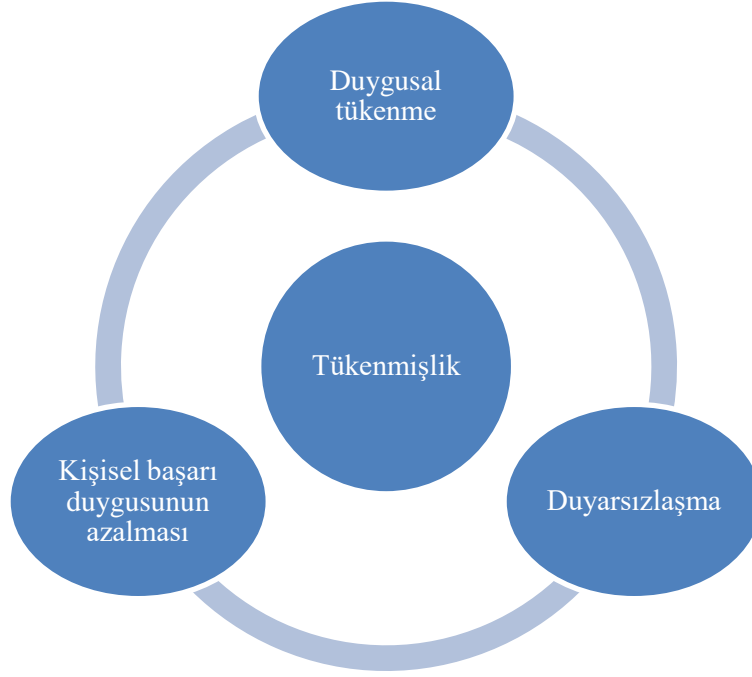 Duygusal
tükenme
Tükenmişlik
Kişisel başarı
duygusunun
azalması
Duyarsızlaşma